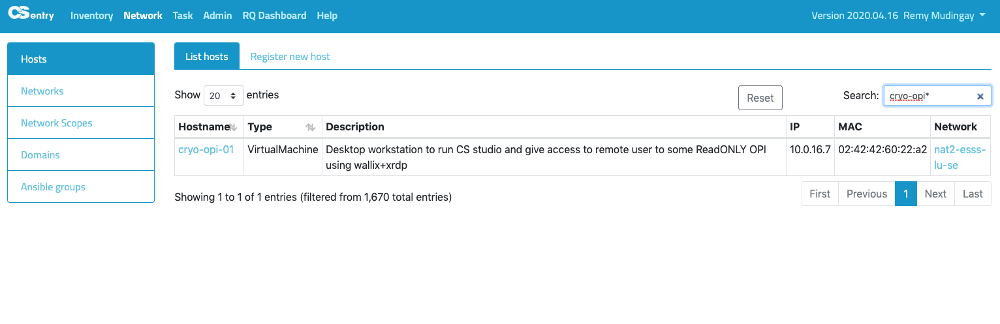 CSentry Inventory Network Task Admin RQ Dashboard Help Version 2020.04.16 Remy Mudingay
Hosts
Networks
Network Scopes
Domains
Ansible groups
List hosts Register new host
Show 20 entries Reset Search: cryo-opi*
Hostname Type Description IP MAC Network
cryo-opi-01 VirtualMachine Desktop workstation to run CS studio and give access to remote user to some ReadONLY OPI 10.0.16.7 02:42:42:60:22:a2 nat2-esss-
using wallix+xrdp lu-se
Showing 1 to 1 of 1 entries (filtered from 1,670 total entries) First Previous 1 Next Last